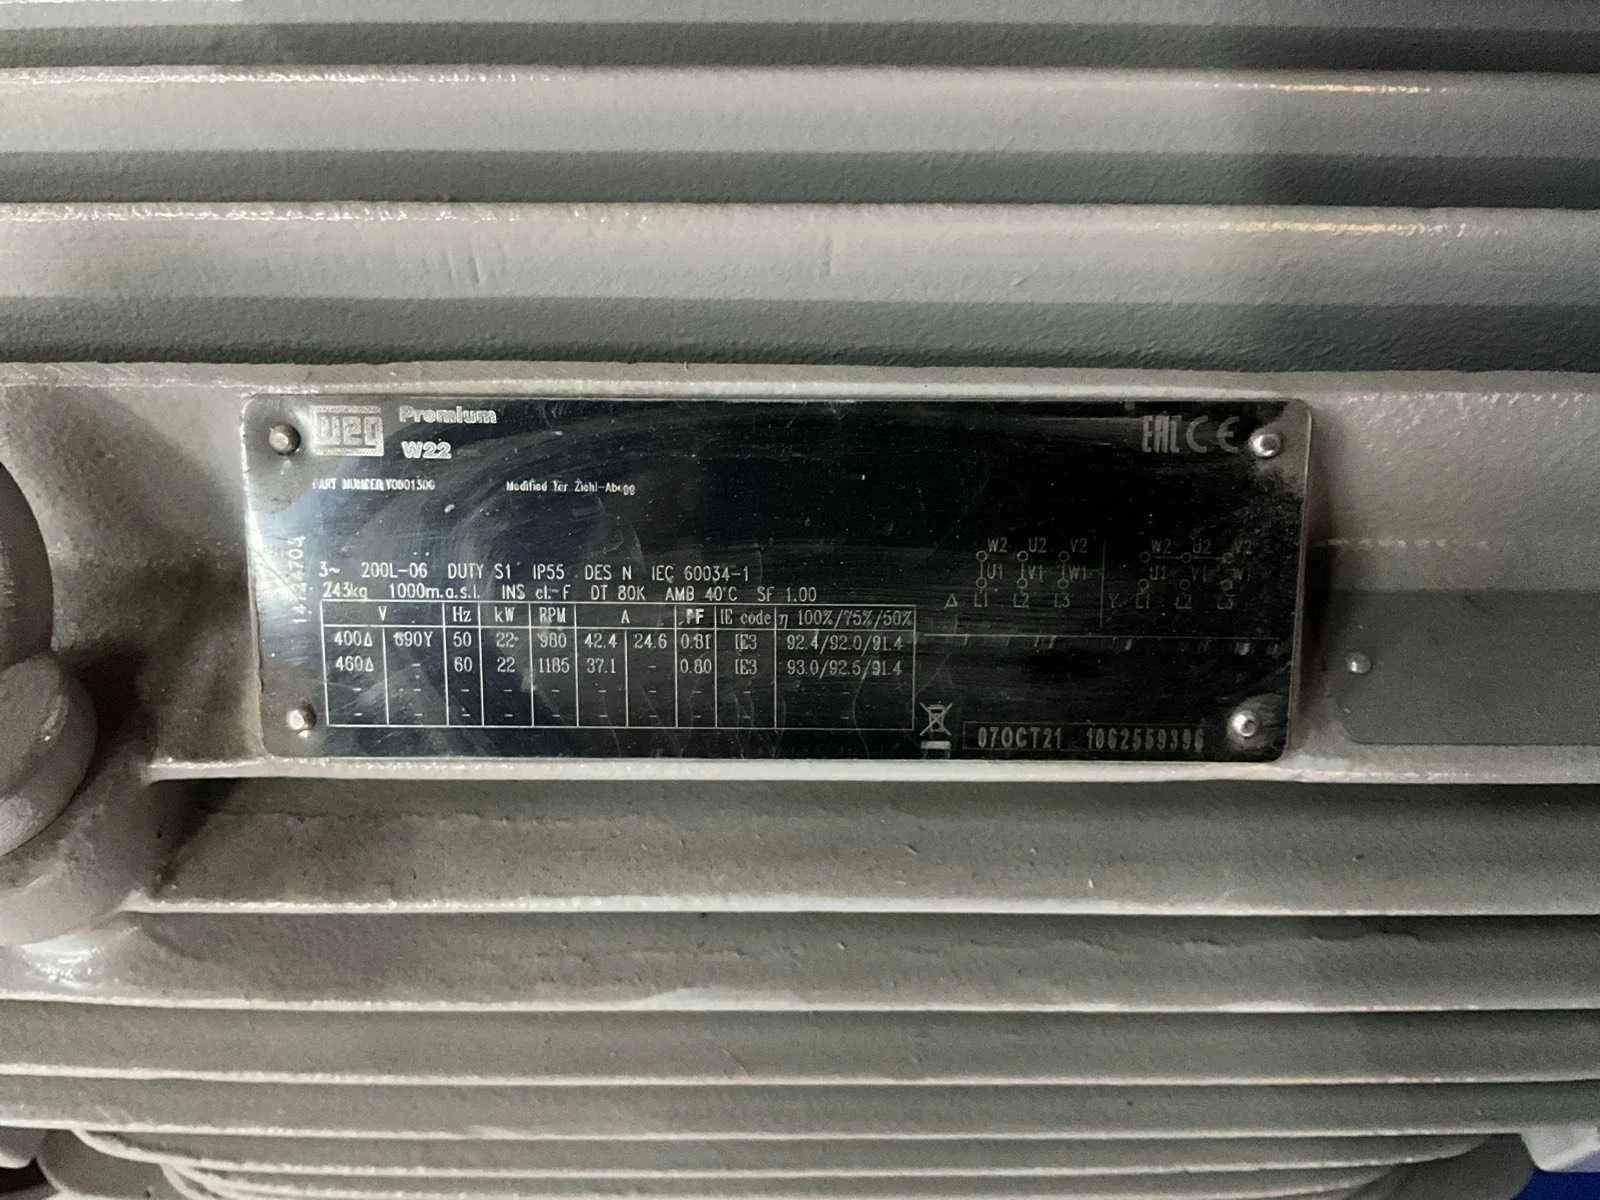 WEG Premium
W22
EAC CE
Modified for Ziehl-Abegg
3~ 200L-06 DUTY S1 IP55 DES N IEC 60034-1
243kg 1000m.a.s.l. INS cl.-F DT 80K AMB 40°C SF 1.00
V Hz kW RPM A PF IE code η 100%/75%/50%
400Δ 690Y 50 22 980 42.4 24.6 0.81 IE3 92.4/92.0/91.4
460Δ - 60 22 1185 37.1 - 0.80 IE3 93.0/92.5/91.4
- - - - - - - - - -
- - - - - - - - - -
W2 U2 V2
U1 V1 W1
Δ L1 L2 L3
W2 U2 V2
U1 V1 W1
Y L1 L2 L3
07OCT21 1062559396